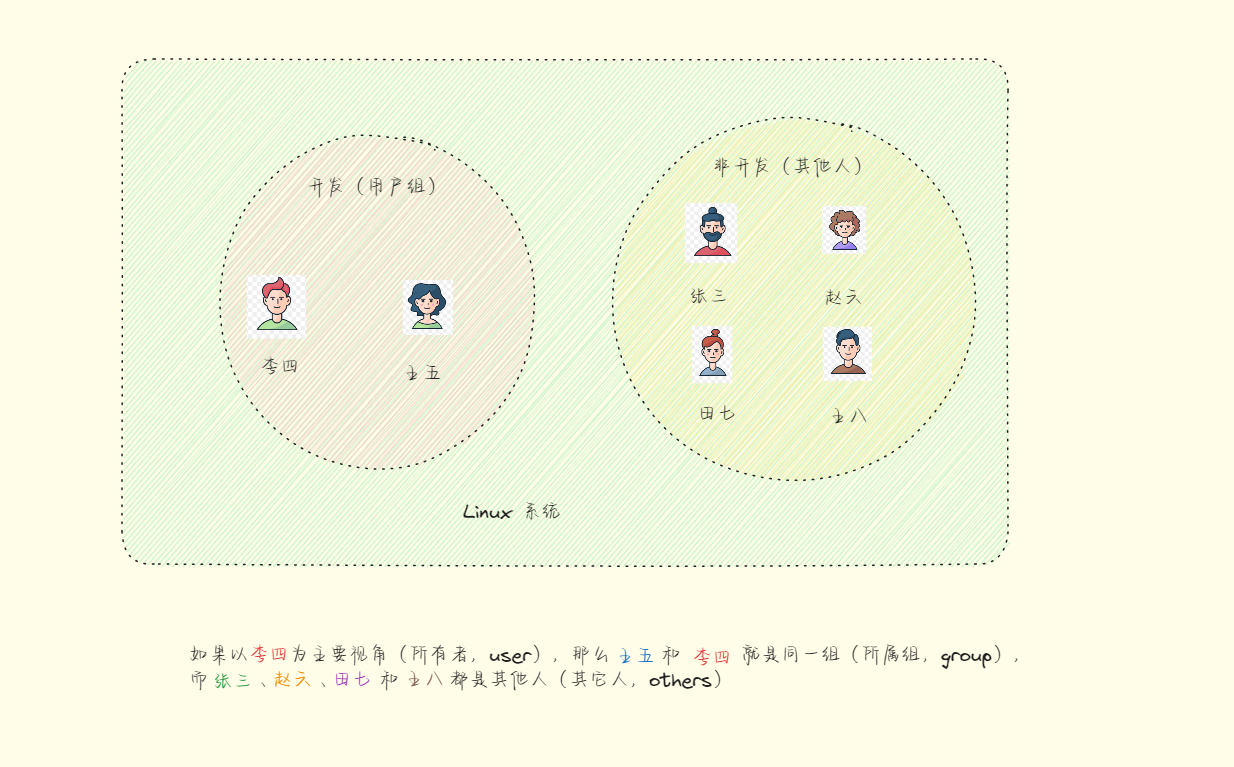 开发（用户组）
非开发（其他人）
张三
赵六
李四
王五
田七
王八
Linux 系统
如果以李四为主要视角（所有者，user），那么 王五 和 李四 就是同一组（所属组，group），
而 张三 、赵六 、田七 和 王八 都是其他人（其它人，others）